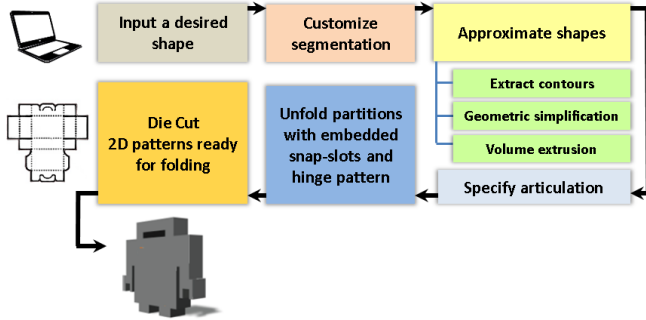 Input a desired
shape
Customize
segmentation
Approximate shapes
Extract contours
Geometric simplification
Volume extrusion
Specify articulation
Unfold partitions
with embedded
snap-slots and
hinge pattern
Die Cut
2D patterns ready
for folding